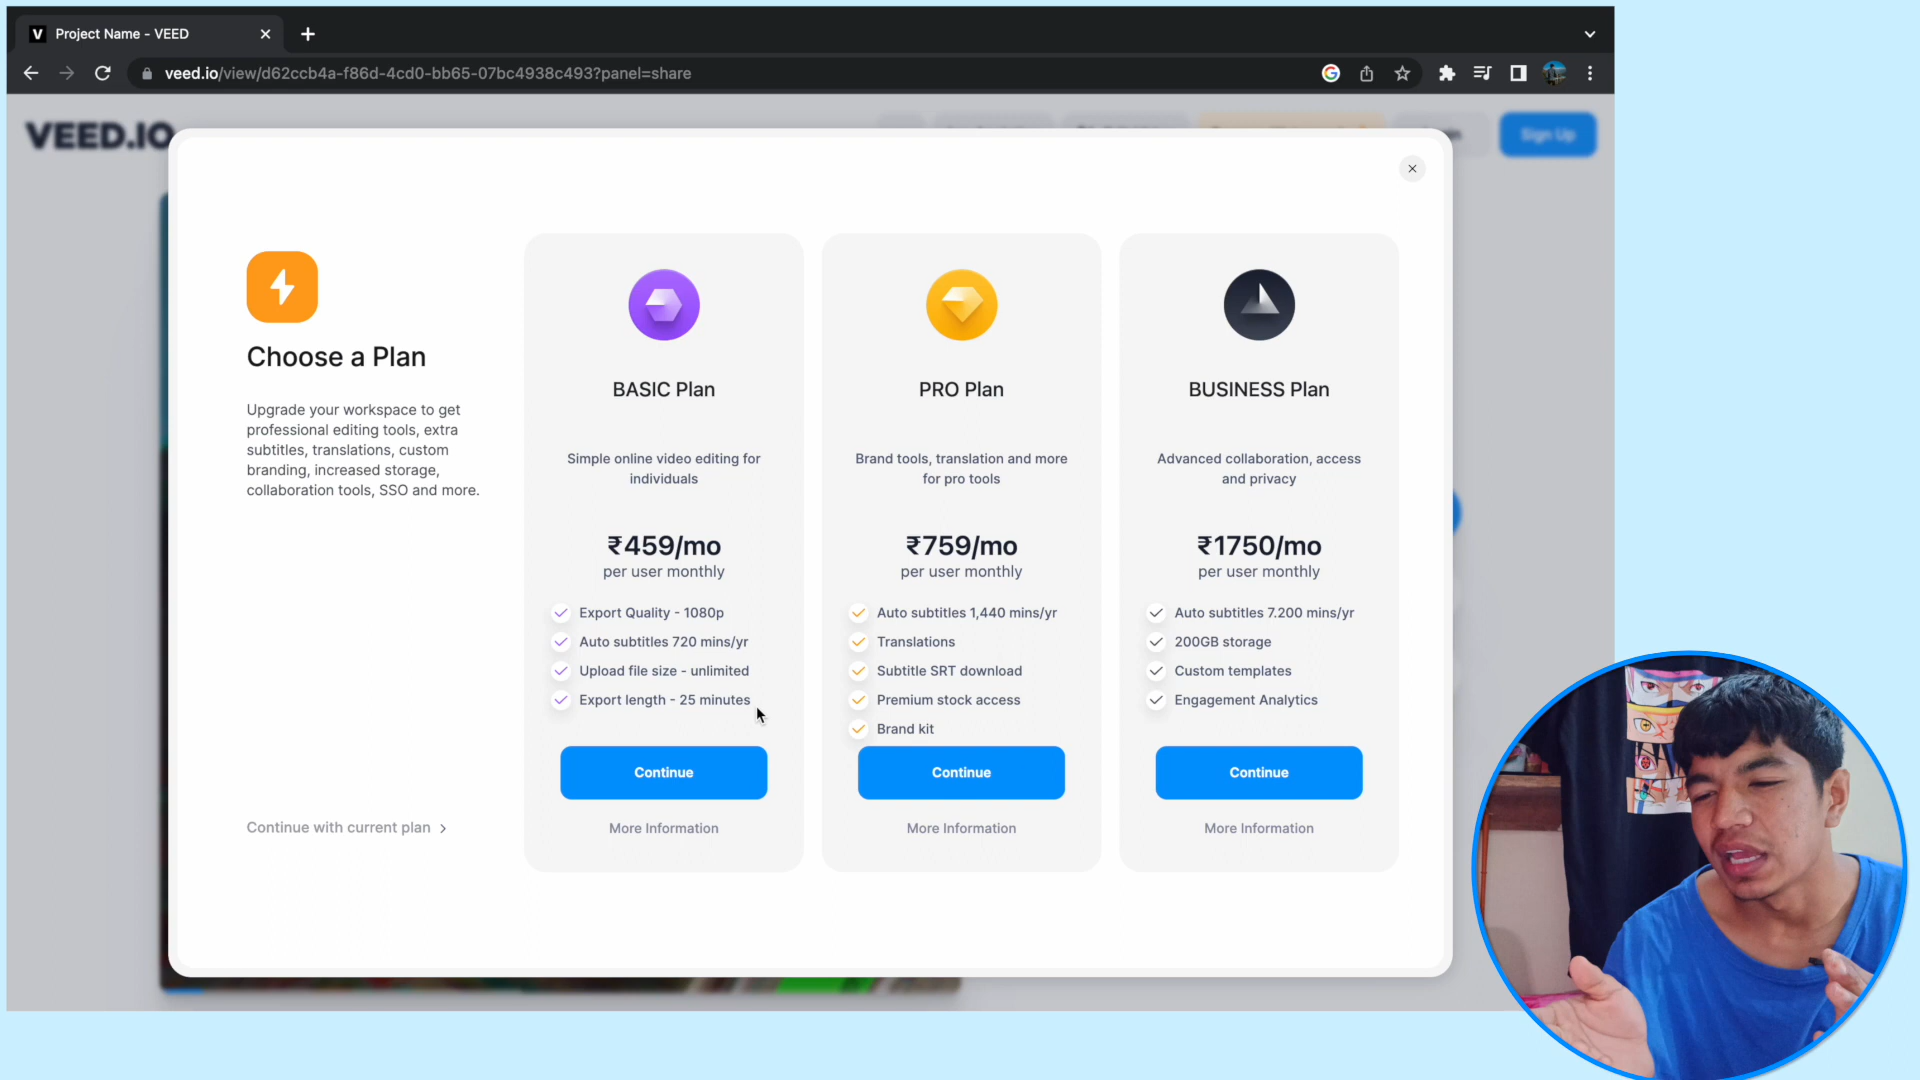 V Project Name - VEED
veed.io/view/d62ccb4a-f86d-4cd0-bb65-07bc4938c493?panel=share
VEED.IO
Sign Up
Choose a Plan
Upgrade your workspace to get
professional editing tools, extra
subtitles, translations, custom
branding, increased storage,
collaboration tools, SSO and more.
Continue with current plan
BASIC Plan
Simple online video editing for
individuals
₹459/mo
per user monthly
Export Quality - 1080p
Auto subtitles 720 mins/yr
Upload file size - unlimited
Export length - 25 minutes
Continue
More Information
PRO Plan
Brand tools, translation and more
for pro tools
₹759/mo
per user monthly
Auto subtitles 1,440 mins/yr
Translations
Subtitle SRT download
Premium stock access
Brand kit
Continue
More Information
BUSINESS Plan
Advanced collaboration, access
and privacy
₹1750/mo
per user monthly
Auto subtitles 7.200 mins/yr
200GB storage
Custom templates
Engagement Analytics
Continue
More Information